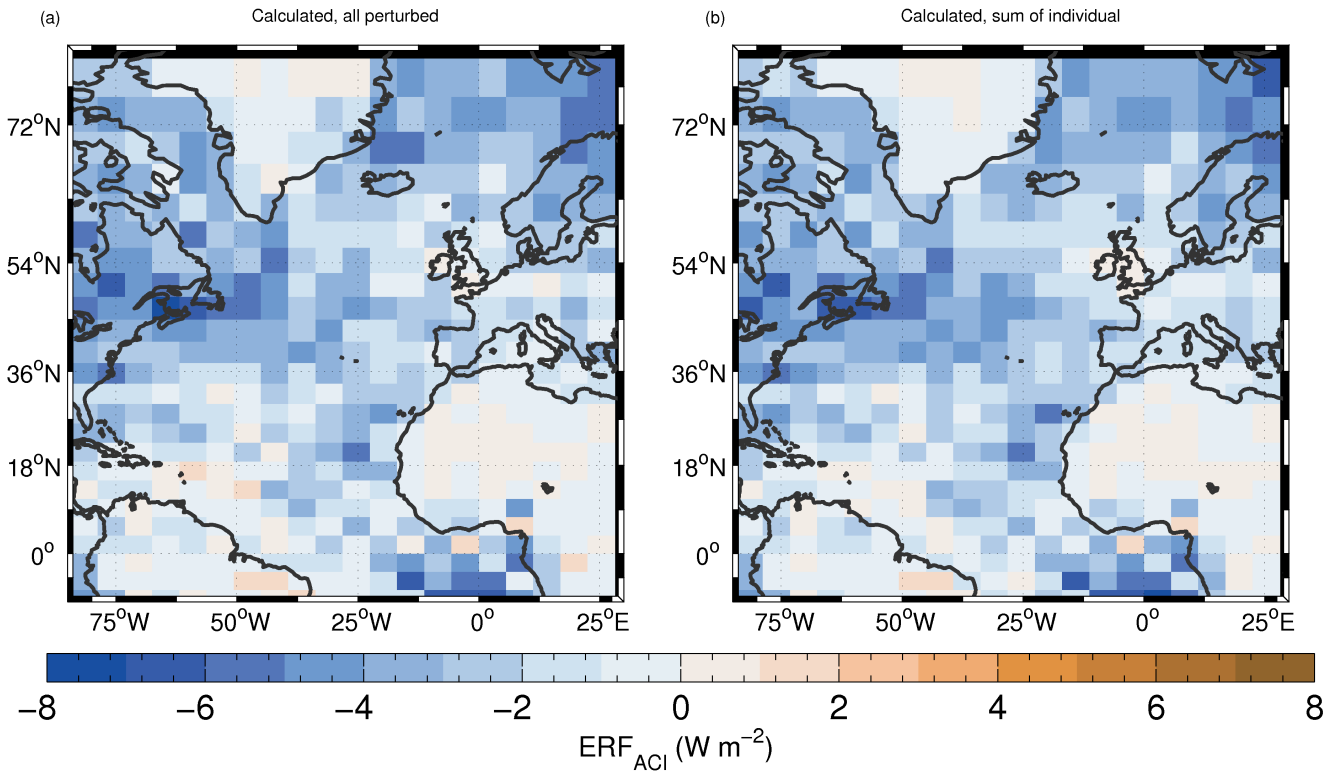 (a) Calculated, all perturbed
(b) Calculated, sum of individual
72°N 72°N
54°N 54°N
36°N 36°N
18°N 18°N
0° 0°
75°W 50°W 25°W 0° 25°E 75°W 50°W 25°W 0° 25°E
−8 −6 −4 −2 0 2 4 6 8
ERF_ACI (W m⁻²)